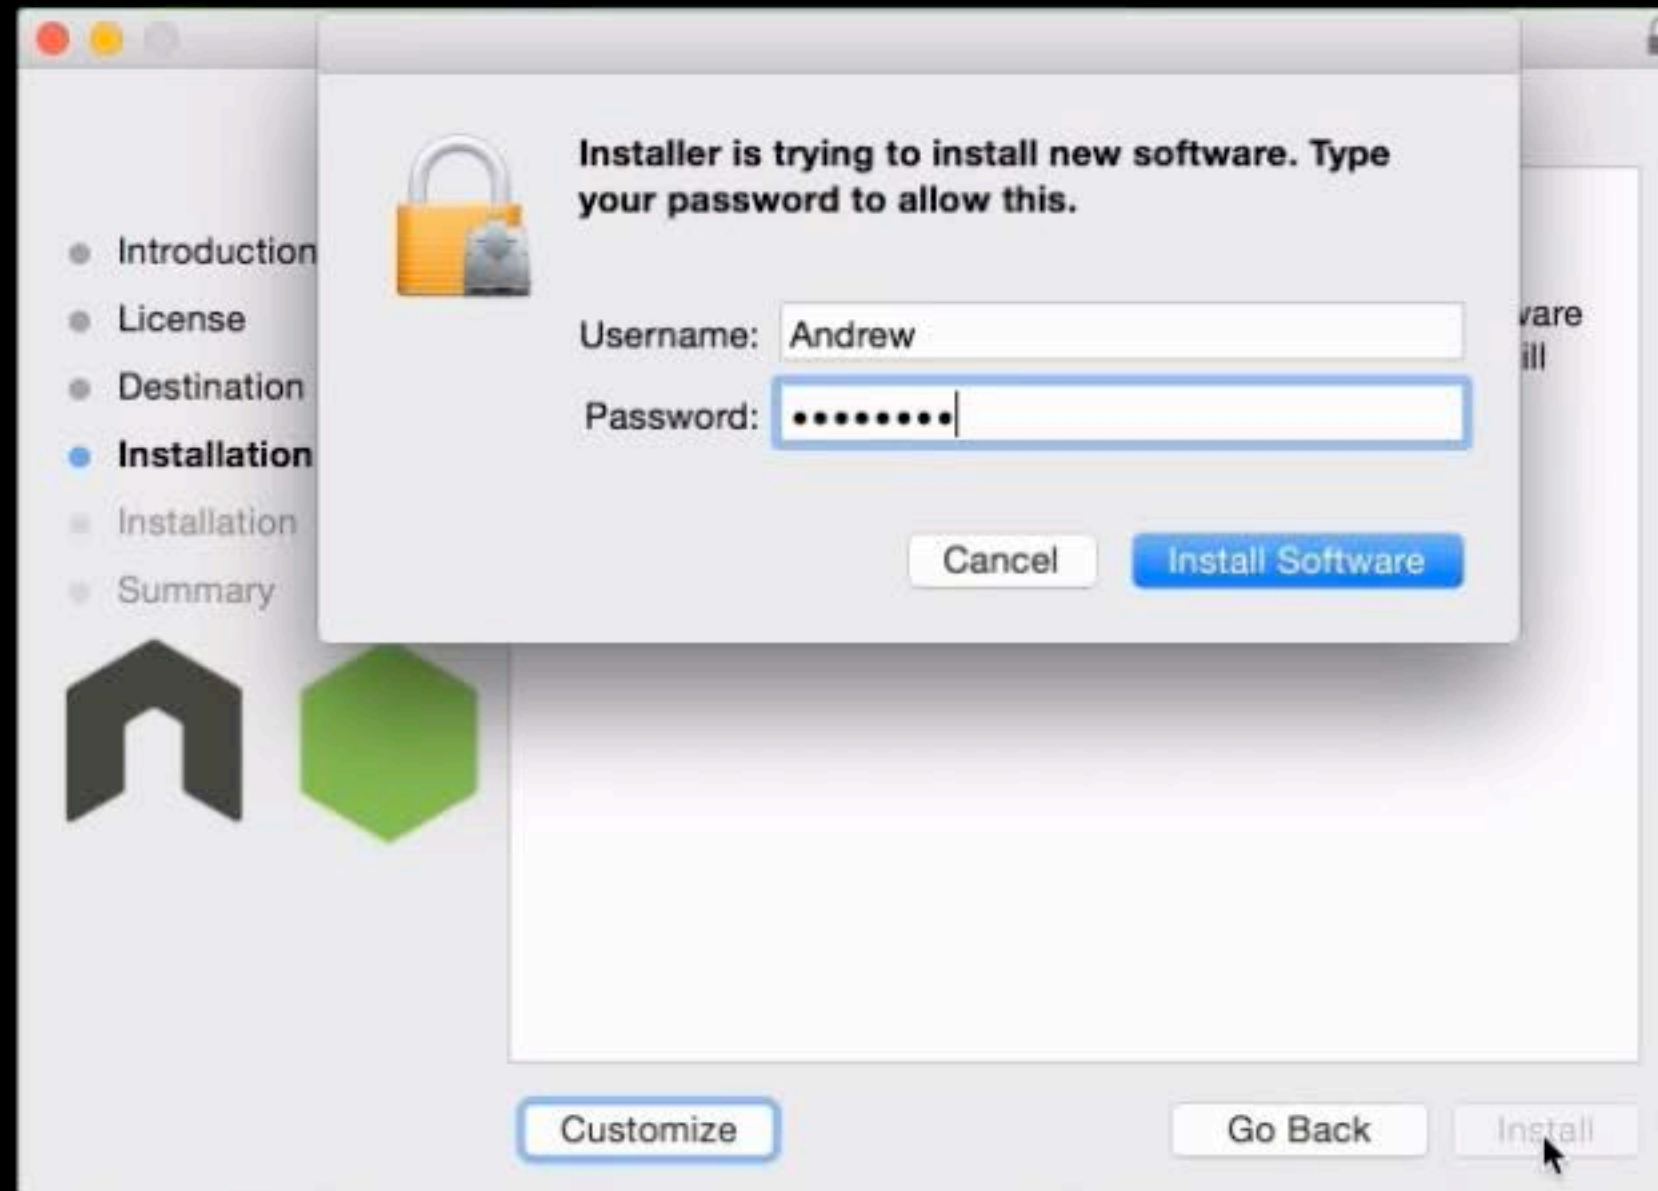 Installer is trying to install new software. Type
your password to allow this.
Username: Andrew
Password: ••••••••
Cancel
Install Software
Introduction
License
Destination
Installation
Installation
Summary
Customize
Go Back
Install